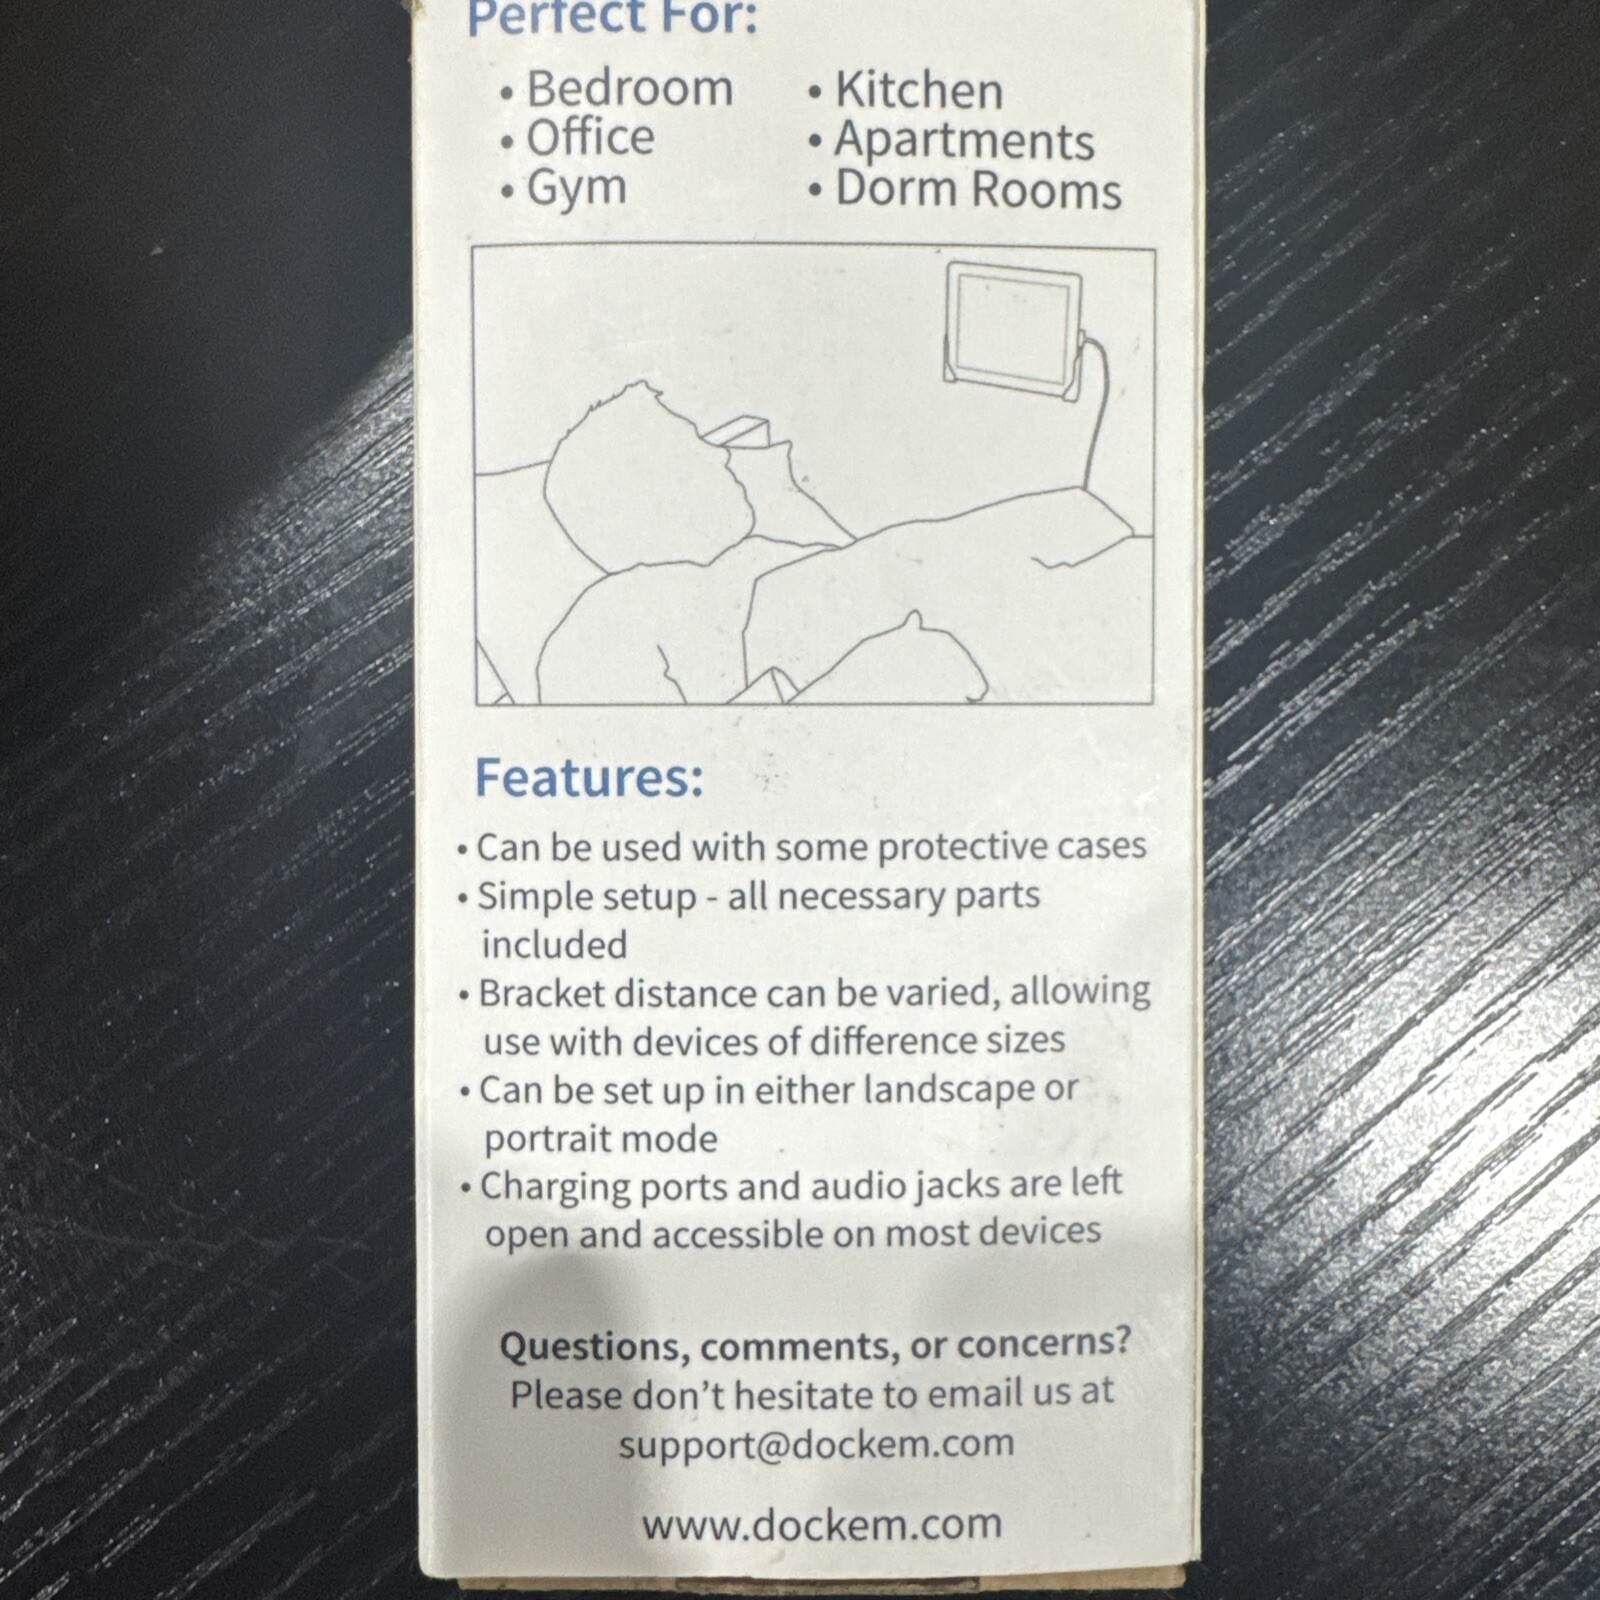 Perfect For:
• Bedroom
• Office
• Gym
• Kitchen
• Apartments
• Dorm Rooms
Features:
• Can be used with some protective cases
• Simple setup - all necessary parts
included
• Bracket distance can be varied, allowing
use with devices of difference sizes
• Can be set up in either landscape or
portrait mode
• Charging ports and audio jacks are left
open and accessible on most devices
Questions, comments, or concerns?
Please don’t hesitate to email us at
support@dockem.com
www.dockem.com